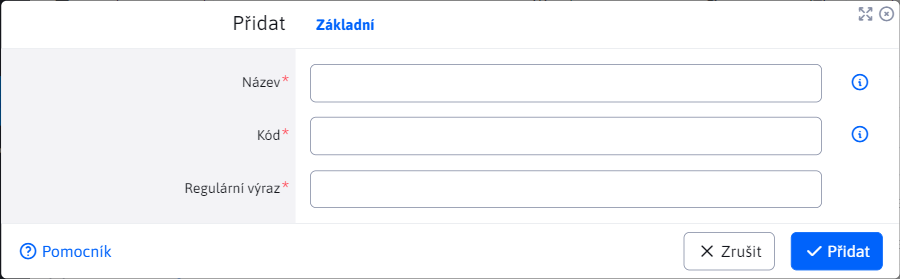 Přidat Základní
Název*
Kód*
Regulární výraz*
Pomocník Zrušit Přidat